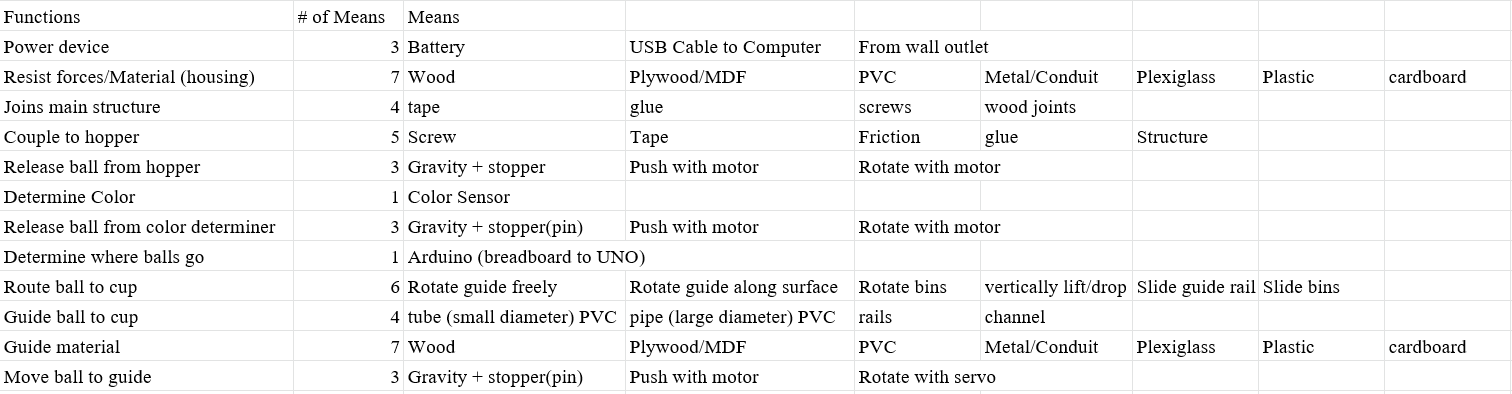 Functions # of Means Means
Power device 3 Battery USB Cable to Computer From wall outlet
Resist forces/Material (housing) 7 Wood Plywood/MDF PVC Metal/Conduit Plexiglass Plastic cardboard
Joins main structure 4 tape glue screws wood joints
Couple to hopper 5 Screw Tape Friction glue Structure
Release ball from hopper 3 Gravity + stopper Push with motor Rotate with motor
Determine Color 1 Color Sensor
Release ball from color determiner 3 Gravity + stopper(pin) Push with motor Rotate with motor
Determine where balls go 1 Arduino (breadboard to UNO)
Route ball to cup 6 Rotate guide freely Rotate guide along surface Rotate bins vertically lift/drop Slide guide rail Slide bins
Guide ball to cup 4 tube (small diameter) PVC pipe (large diameter) PVC rails channel
Guide material 7 Wood Plywood/MDF PVC Metal/Conduit Plexiglass Plastic cardboard
Move ball to guide 3 Gravity + stopper(pin) Push with motor Rotate with servo